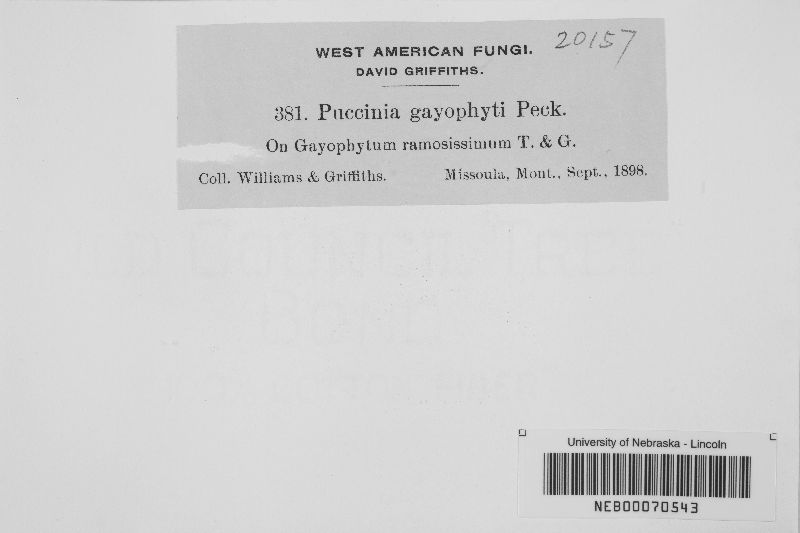 WEST AMERICAN FUNGI. 20157
DAVID GRIFFITHS.
381. Puccinia gayophyti Peck.
On Gayophytum ramosissimum T. & G.
Coll. Williams & Griffiths. Missoula, Mont., Sept., 1898.
University of Nebraska - Lincoln
NEB00070543